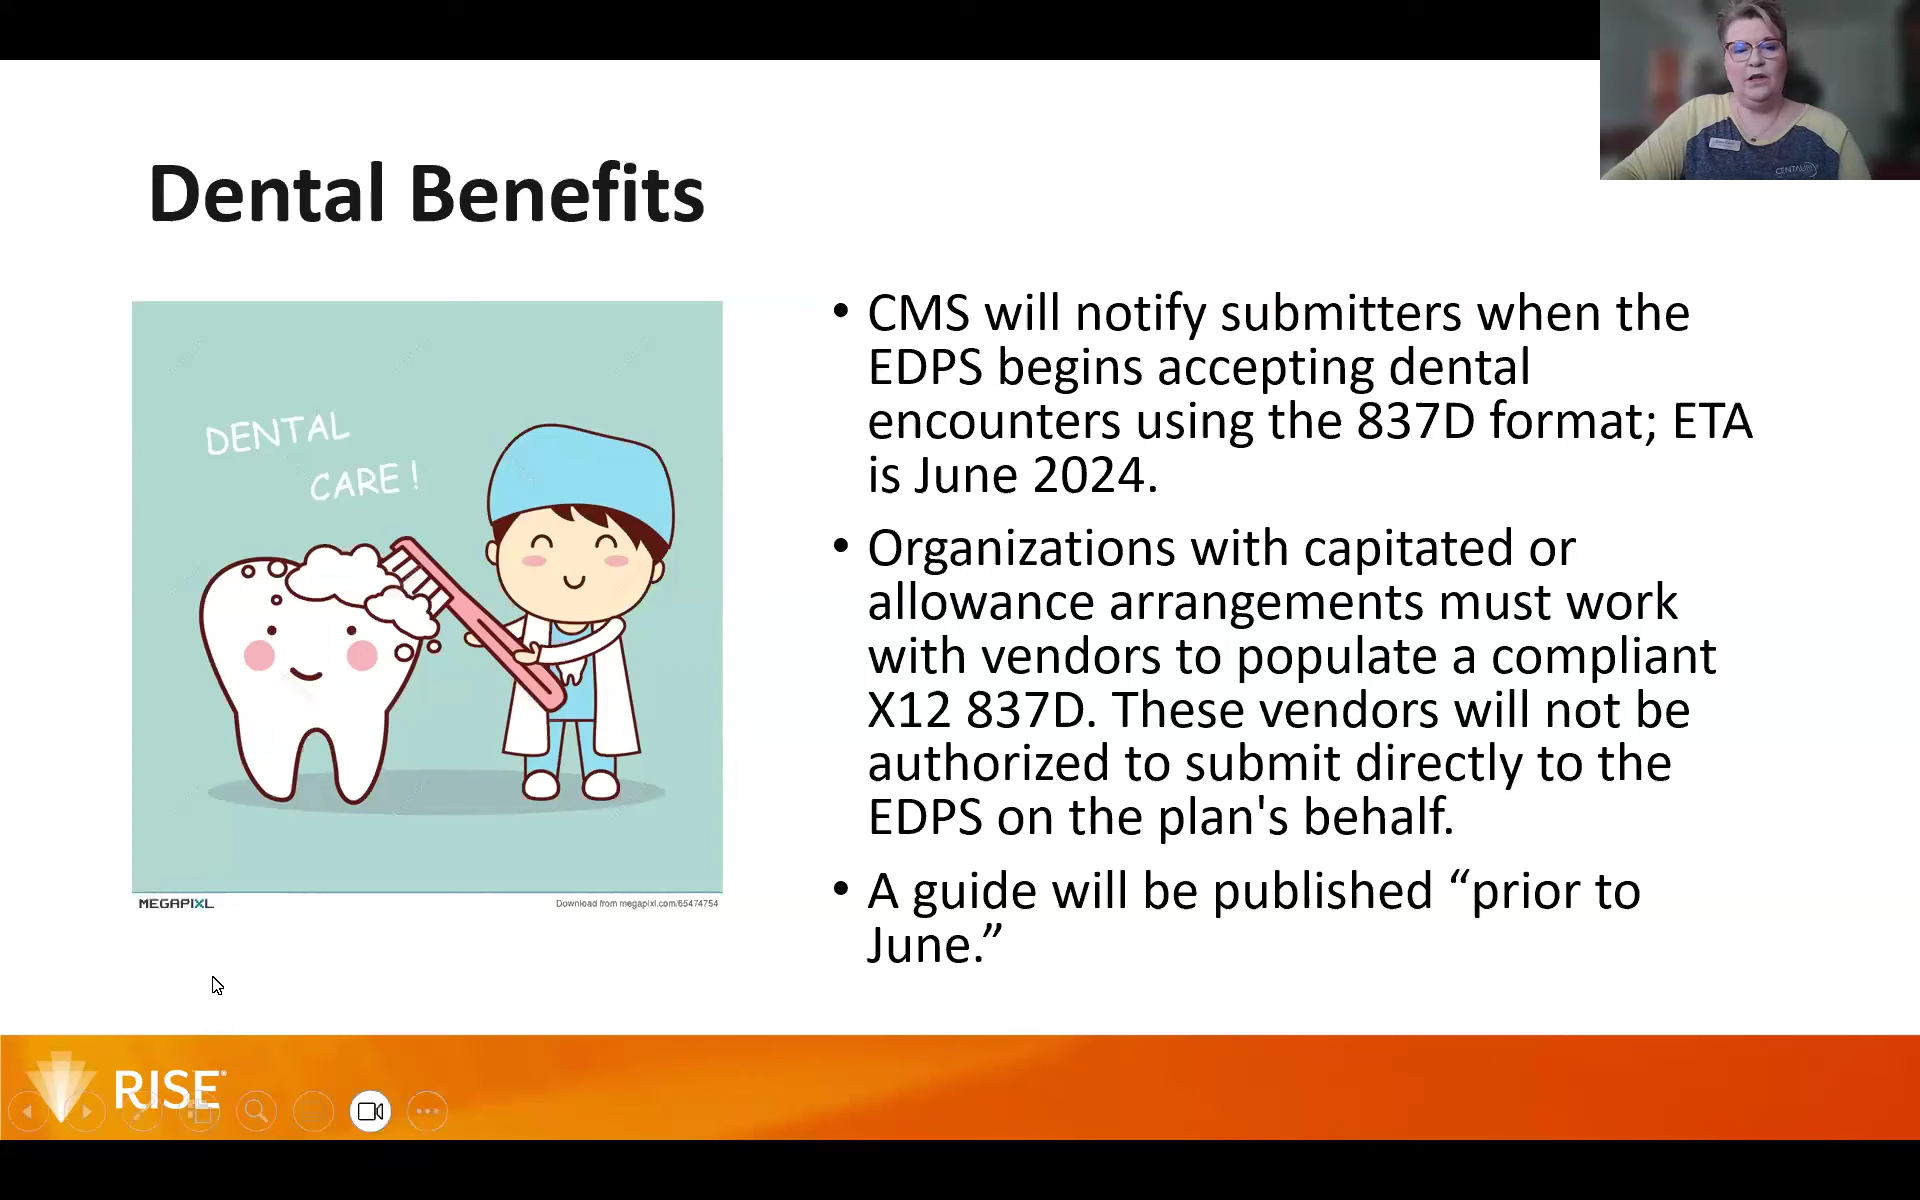 CENTAURI
Dental Benefits
DENTAL
CARE !
MEGAPIXL
Download from megapixl.com/65474754
• CMS will notify submitters when the
EDPS begins accepting dental
encounters using the 837D format; ETA
is June 2024.
• Organizations with capitated or
allowance arrangements must work
with vendors to populate a compliant
X12 837D. These vendors will not be
authorized to submit directly to the
EDPS on the plan's behalf.
• A guide will be published “prior to
June.”
RISE®